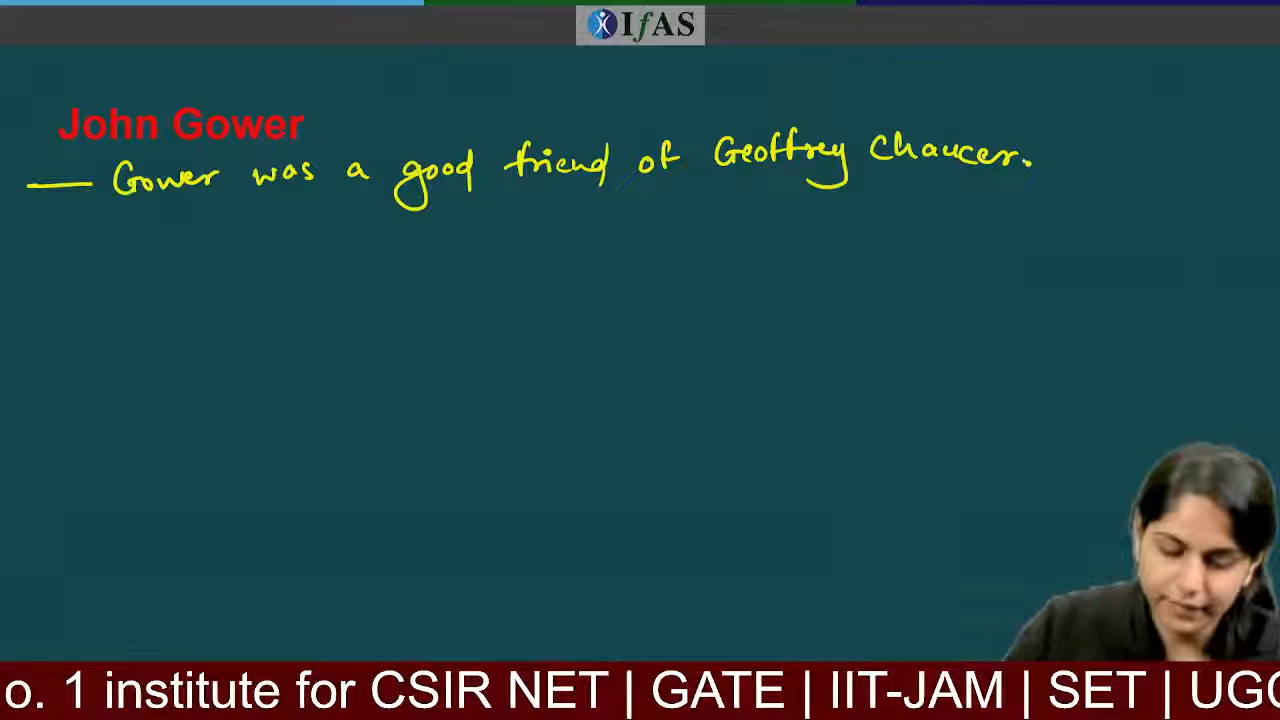 IfAS
John Gower
Gower was a good friend of Geoffrey Chaucer.
o. 1 institute for CSIR NET | GATE | IIT-JAM | SET | UGC